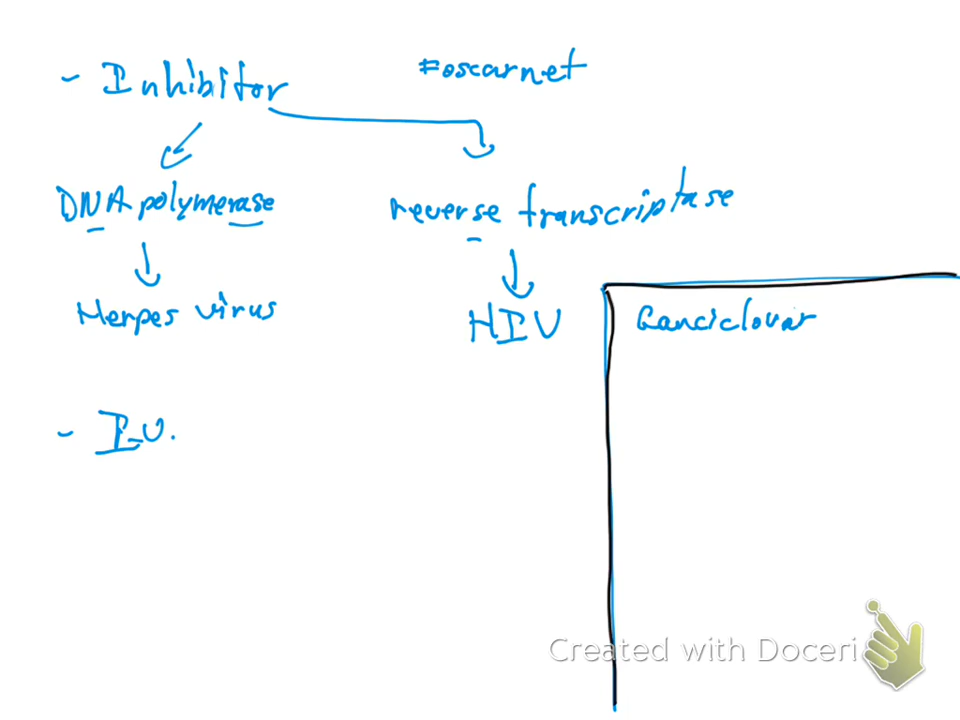 Foscarnet
- Inhibitor
DNA polymerase
reverse transcriptase
Herpes virus
HIV
Ganciclovir
- I.V.
Created with Doceri